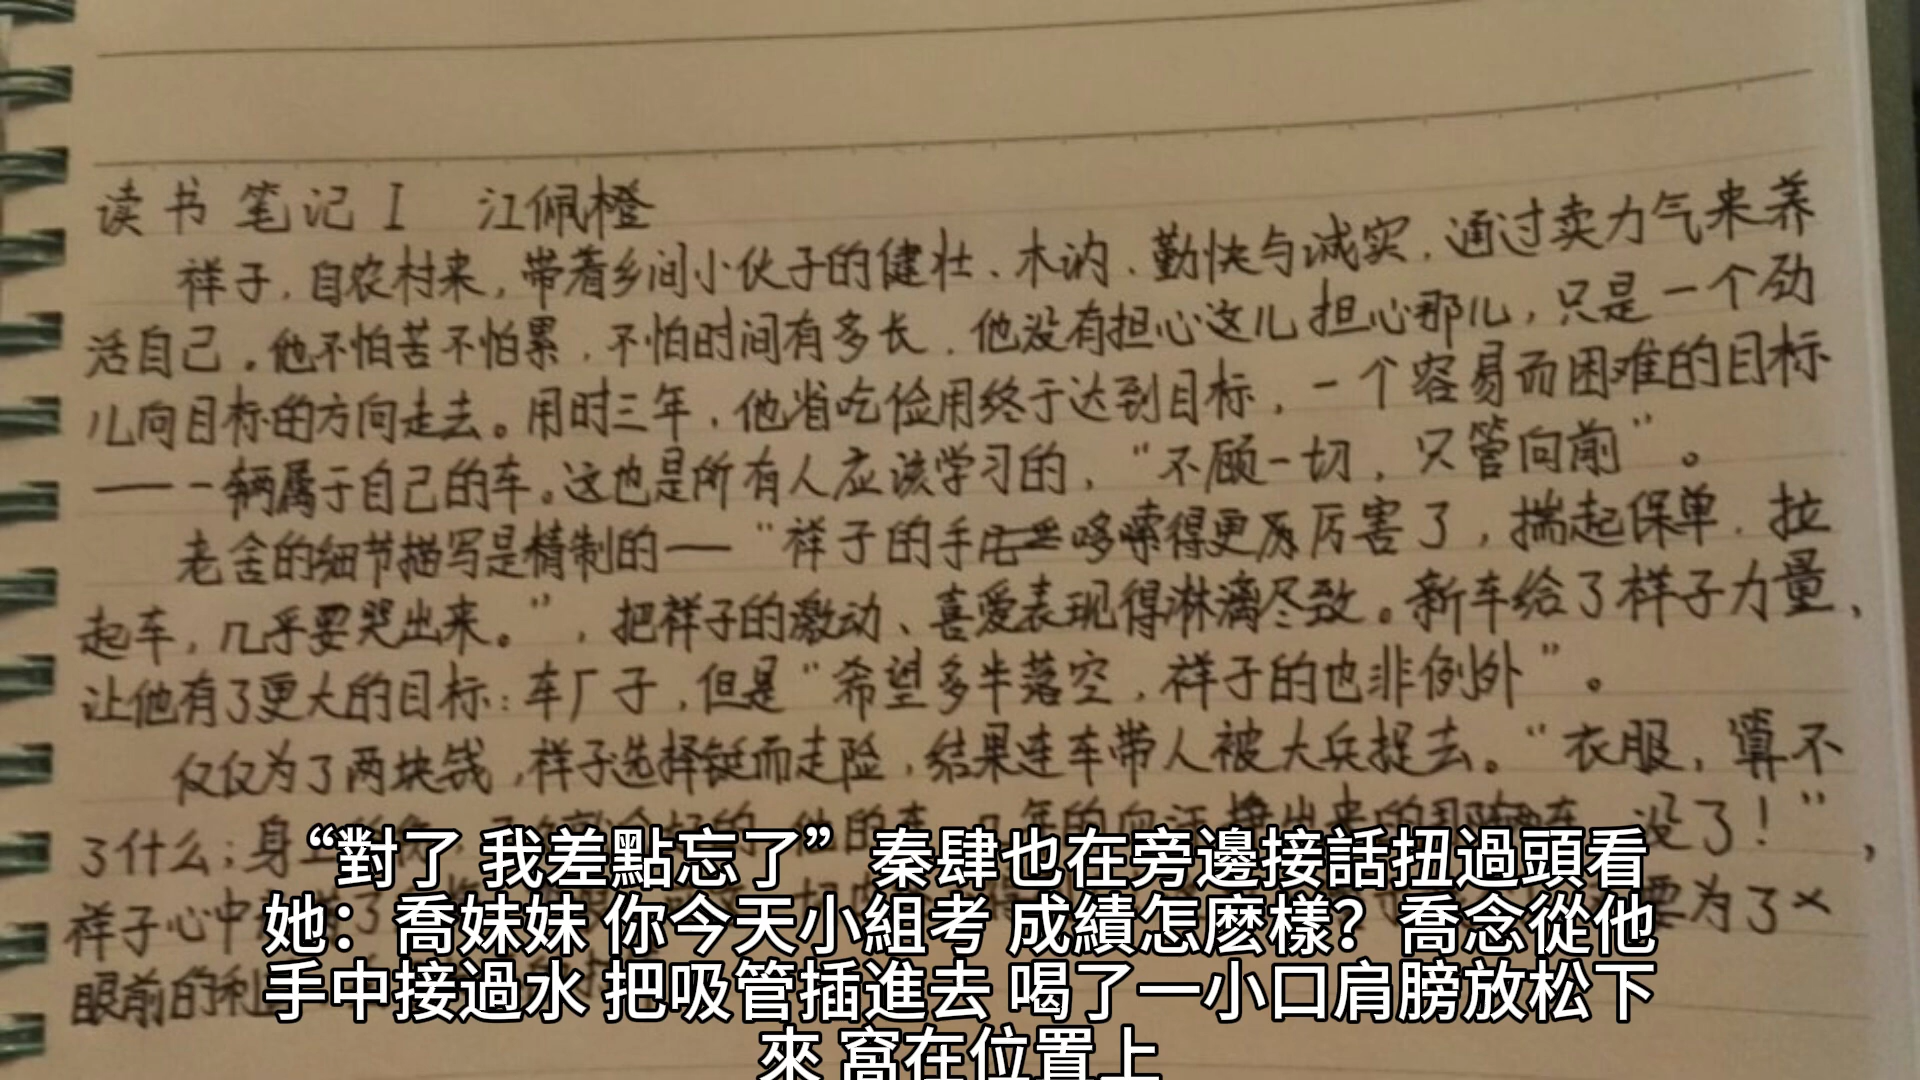 读书笔记I 江佩橙
祥子，自农村来，带着乡间小伙子的健壮、木讷、勤快与诚实，通过卖力气来养
活自己。他不怕苦不怕累，不怕时间有多长，他没有担心这儿担心那儿，只是一个劲
儿向目标的方向走去。用时三年，他省吃俭用终于达到目标，一个容易而困难的目标
——一辆属于自己的车。这也是所有人应该学习的，“不顾一切，只管向前”。
老舍的细节描写是精制的——“祥子的手哆嗦得更厉害了，揣起保单，拉
起车，几乎要哭出来。”，把祥子的激动、喜爱表现得淋漓尽致。新车给了祥子力量，
让他有了更大的目标：车厂子，但是“希望多半落空，祥子的也非例外”。
仅仅为了两块钱，祥子选择铤而走险，结果连车带人被大兵捉去。“衣服，算不
了什么；身 没了！”，
祥子心中 要为了
眼前的利
“對了 我差點忘了”秦肆也在旁邊接話扭過頭看
她：喬妹妹 你今天小組考 成績怎麽樣？喬念從他
手中接過水 把吸管插進去 喝了一小口肩膀放松下
來 窩在位置上